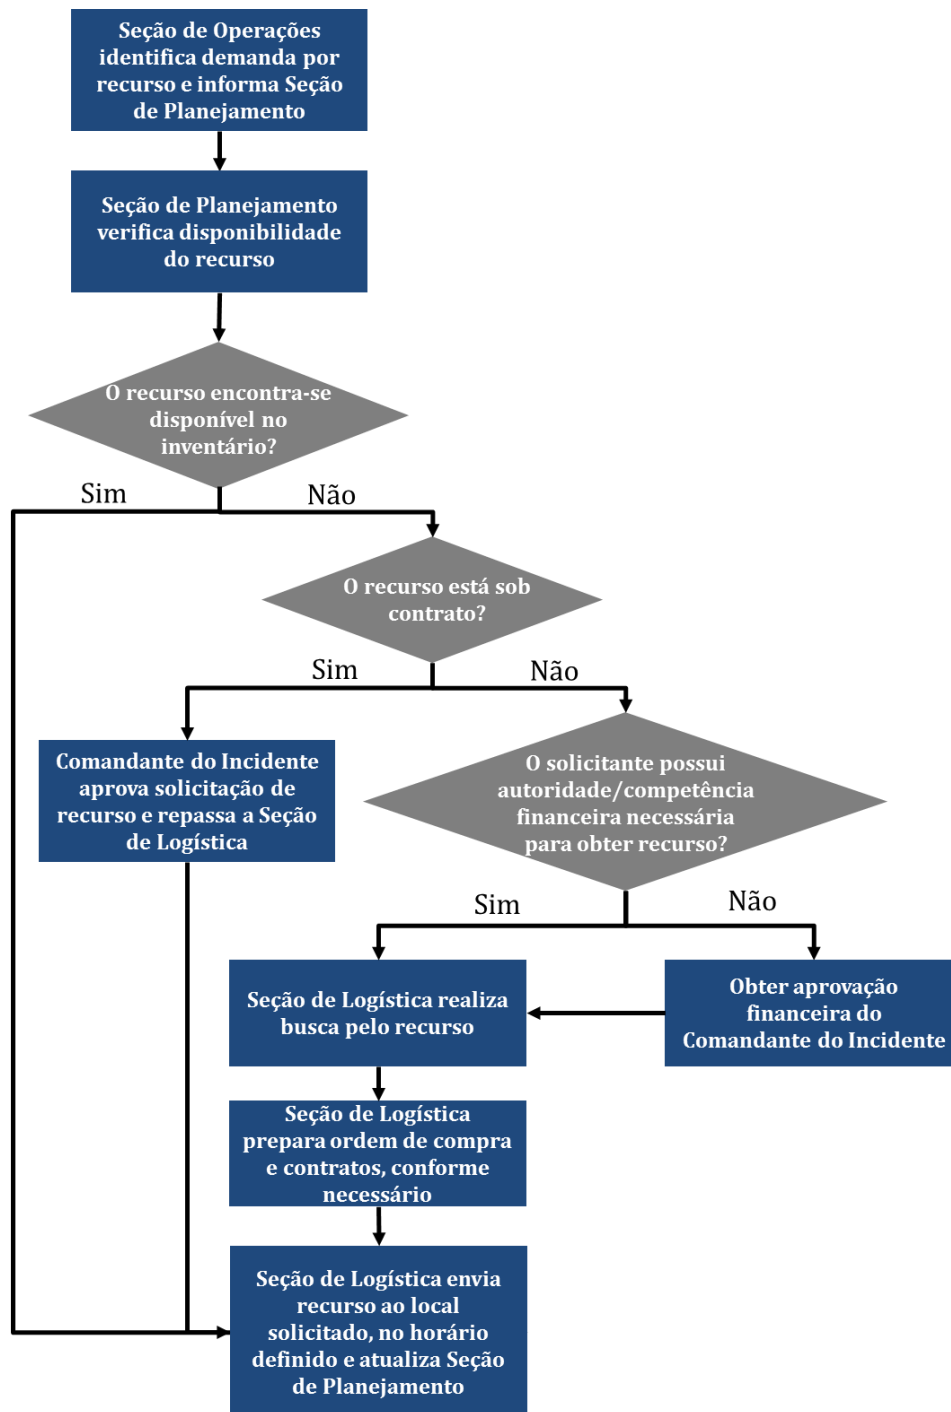 Seção de Operações
identifica demanda por
recurso e informa Seção
de Planejamento
Seção de Planejamento
verifica disponibilidade
do recurso
O recurso encontra-se
disponível no
inventário?
Sim
Não
O recurso está sob
contrato?
Sim
Não
Comandante do Incidente
aprova solicitação de
recurso e repassa a Seção
de Logística
O solicitante possui
autoridade/competência
financeira necessária
para obter recurso?
Sim
Não
Seção de Logística realiza
busca pelo recurso
Obter aprovação
financeira do
Comandante do Incidente
Seção de Logística
prepara ordem de compra
e contratos, conforme
necessário
Seção de Logística envia
recurso ao local
solicitado, no horário
definido e atualiza Seção
de Planejamento